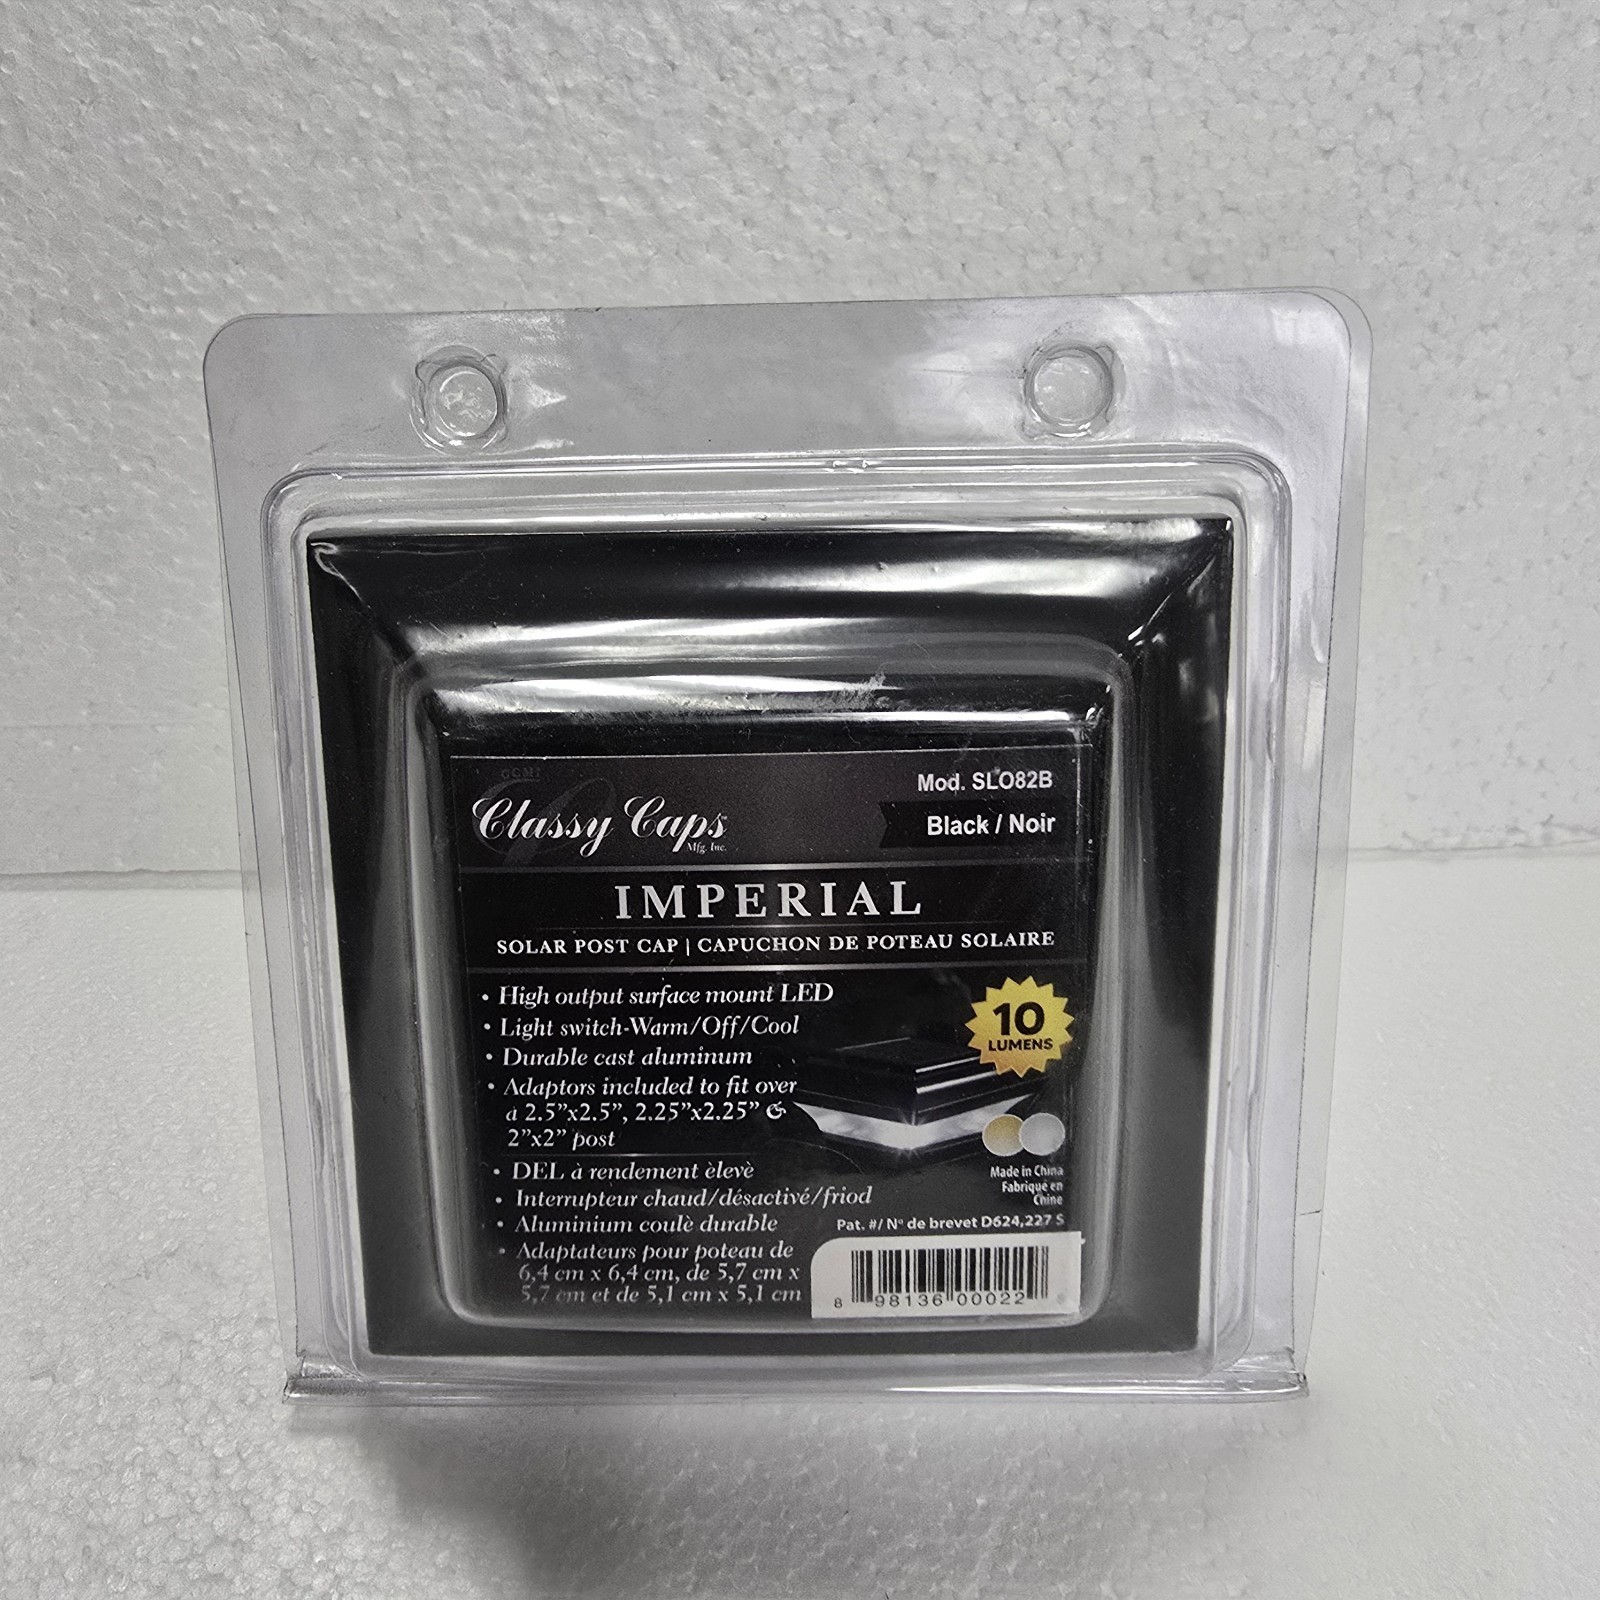 CCMI
Mod. SLO82B
Classy Caps
Mfg. Inc.
Black / Noir
IMPERIAL
SOLAR POST CAP | CAPUCHON DE POTEAU SOLAIRE
• High output surface mount LED
• Light switch-Warm/Off/Cool
• Durable cast aluminum
• Adaptors included to fit over
a 2.5”x2.5”, 2.25”x2.25” &
2”x2” post
10
LUMENS
• DEL à rendement èlevè
• Interrupteur chaud/désactivé/friod
• Aluminium coulè durable
• Adaptateurs pour poteau de
6,4 cm x 6,4 cm, de 5,7 cm x
5,7 cm et de 5,1 cm x 5,1 cm
Made in China
Fabriqué en
Chine
Pat. #/ Nº de brevet D624,227 S
8 98136 00022